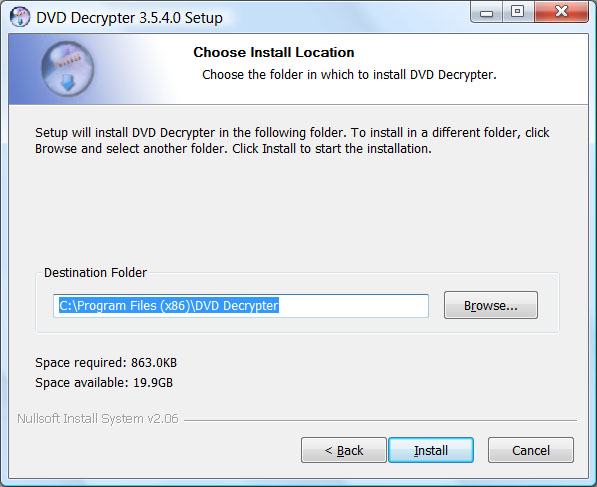 DVD Decrypter 3.5.4.0 Setup
Choose Install Location
Choose the folder in which to install DVD Decrypter.
Setup will install DVD Decrypter in the following folder. To install in a different folder, click
Browse and select another folder. Click Install to start the installation.
Destination Folder
C:\Program Files (x86)\DVD Decrypter
Browse...
Space required: 863.0KB
Space available: 19.9GB
Nullsoft Install System v2.06
< Back
Install
Cancel